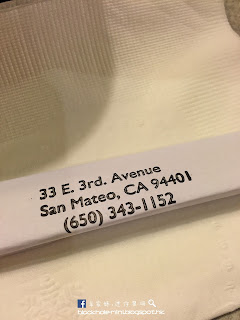 33 E. 3rd. Avenue
San Mateo, CA 94401
(650) 343-1152